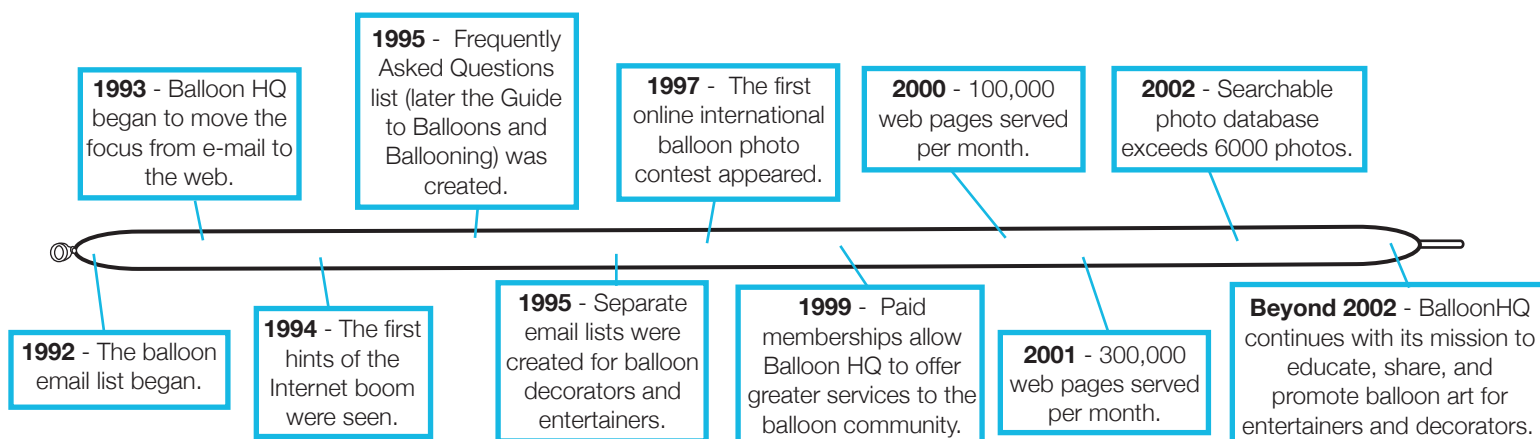 1992 - The balloon
email list began.
1993 - Balloon HQ
began to move the
focus from e-mail to
the web.
1994 - The first
hints of the
Internet boom
were seen.
1995 -  Frequently
Asked Questions
list (later the Guide
to Balloons and
Ballooning) was
created.
1995 - Separate
email lists were
created for balloon
decorators and
entertainers.
1997 -  The first
online international
balloon photo
contest appeared.
1999 -  Paid
memberships allow
Balloon HQ to offer
greater services to the
balloon community.
2000 - 100,000
web pages served
per month.
2001 - 300,000
web pages served
per month.
2002 - Searchable
photo database
exceeds 6000 photos.
Beyond 2002 - BalloonHQ
continues with its mission to
educate, share, and
promote balloon art for
entertainers and decorators.